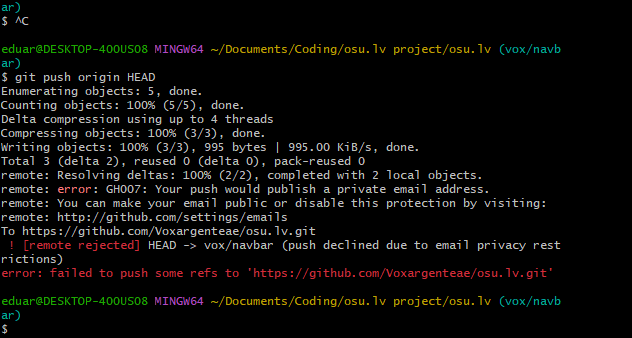 ar)
$ ^C

eduar@DESKTOP-400US08 MINGW64 ~/Documents/Coding/osu.lv project/osu.lv (vox/navb
ar)
$ git push origin HEAD
Enumerating objects: 5, done.
Counting objects: 100% (5/5), done.
Delta compression using up to 4 threads
Compressing objects: 100% (3/3), done.
Writing objects: 100% (3/3), 995 bytes | 995.00 KiB/s, done.
Total 3 (delta 2), reused 0 (delta 0), pack-reused 0
remote: Resolving deltas: 100% (2/2), completed with 2 local objects.
remote: error: GH007: Your push would publish a private email address.
remote: You can make your email public or disable this protection by visiting:
remote: http://github.com/settings/emails
To https://github.com/Voxargenteae/osu.lv.git
 ! [remote rejected] HEAD -> vox/navbar (push declined due to email privacy rest
rictions)
error: failed to push some refs to 'https://github.com/Voxargenteae/osu.lv.git'

eduar@DESKTOP-400US08 MINGW64 ~/Documents/Coding/osu.lv project/osu.lv (vox/navb
ar)
$